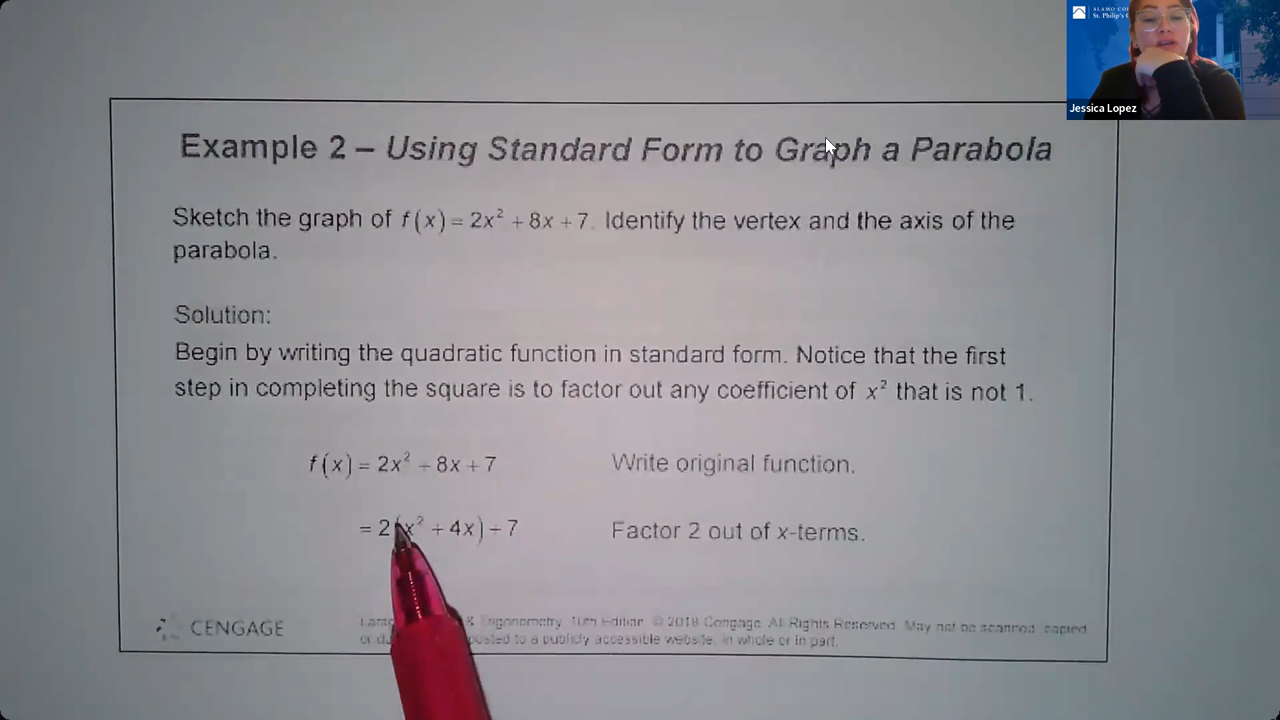 ALAMO CO
St. Philip's C
Jessica Lopez
Example 2 – Using Standard Form to Graph a Parabola
Sketch the graph of f(x) = 2x² + 8x + 7. Identify the vertex and the axis of the
parabola.
Solution:
Begin by writing the quadratic function in standard form. Notice that the first
step in completing the square is to factor out any coefficient of x² that is not 1.
f(x) = 2x² + 8x + 7 Write original function.
= 2(x² + 4x) + 7 Factor 2 out of x-terms.
CENGAGE
& Trigonometry, 10th Edition. © 2018 Cengage. All Rights Reserved. May not be scanned, copied
or posted to a publicly accessible website, in whole or in part.